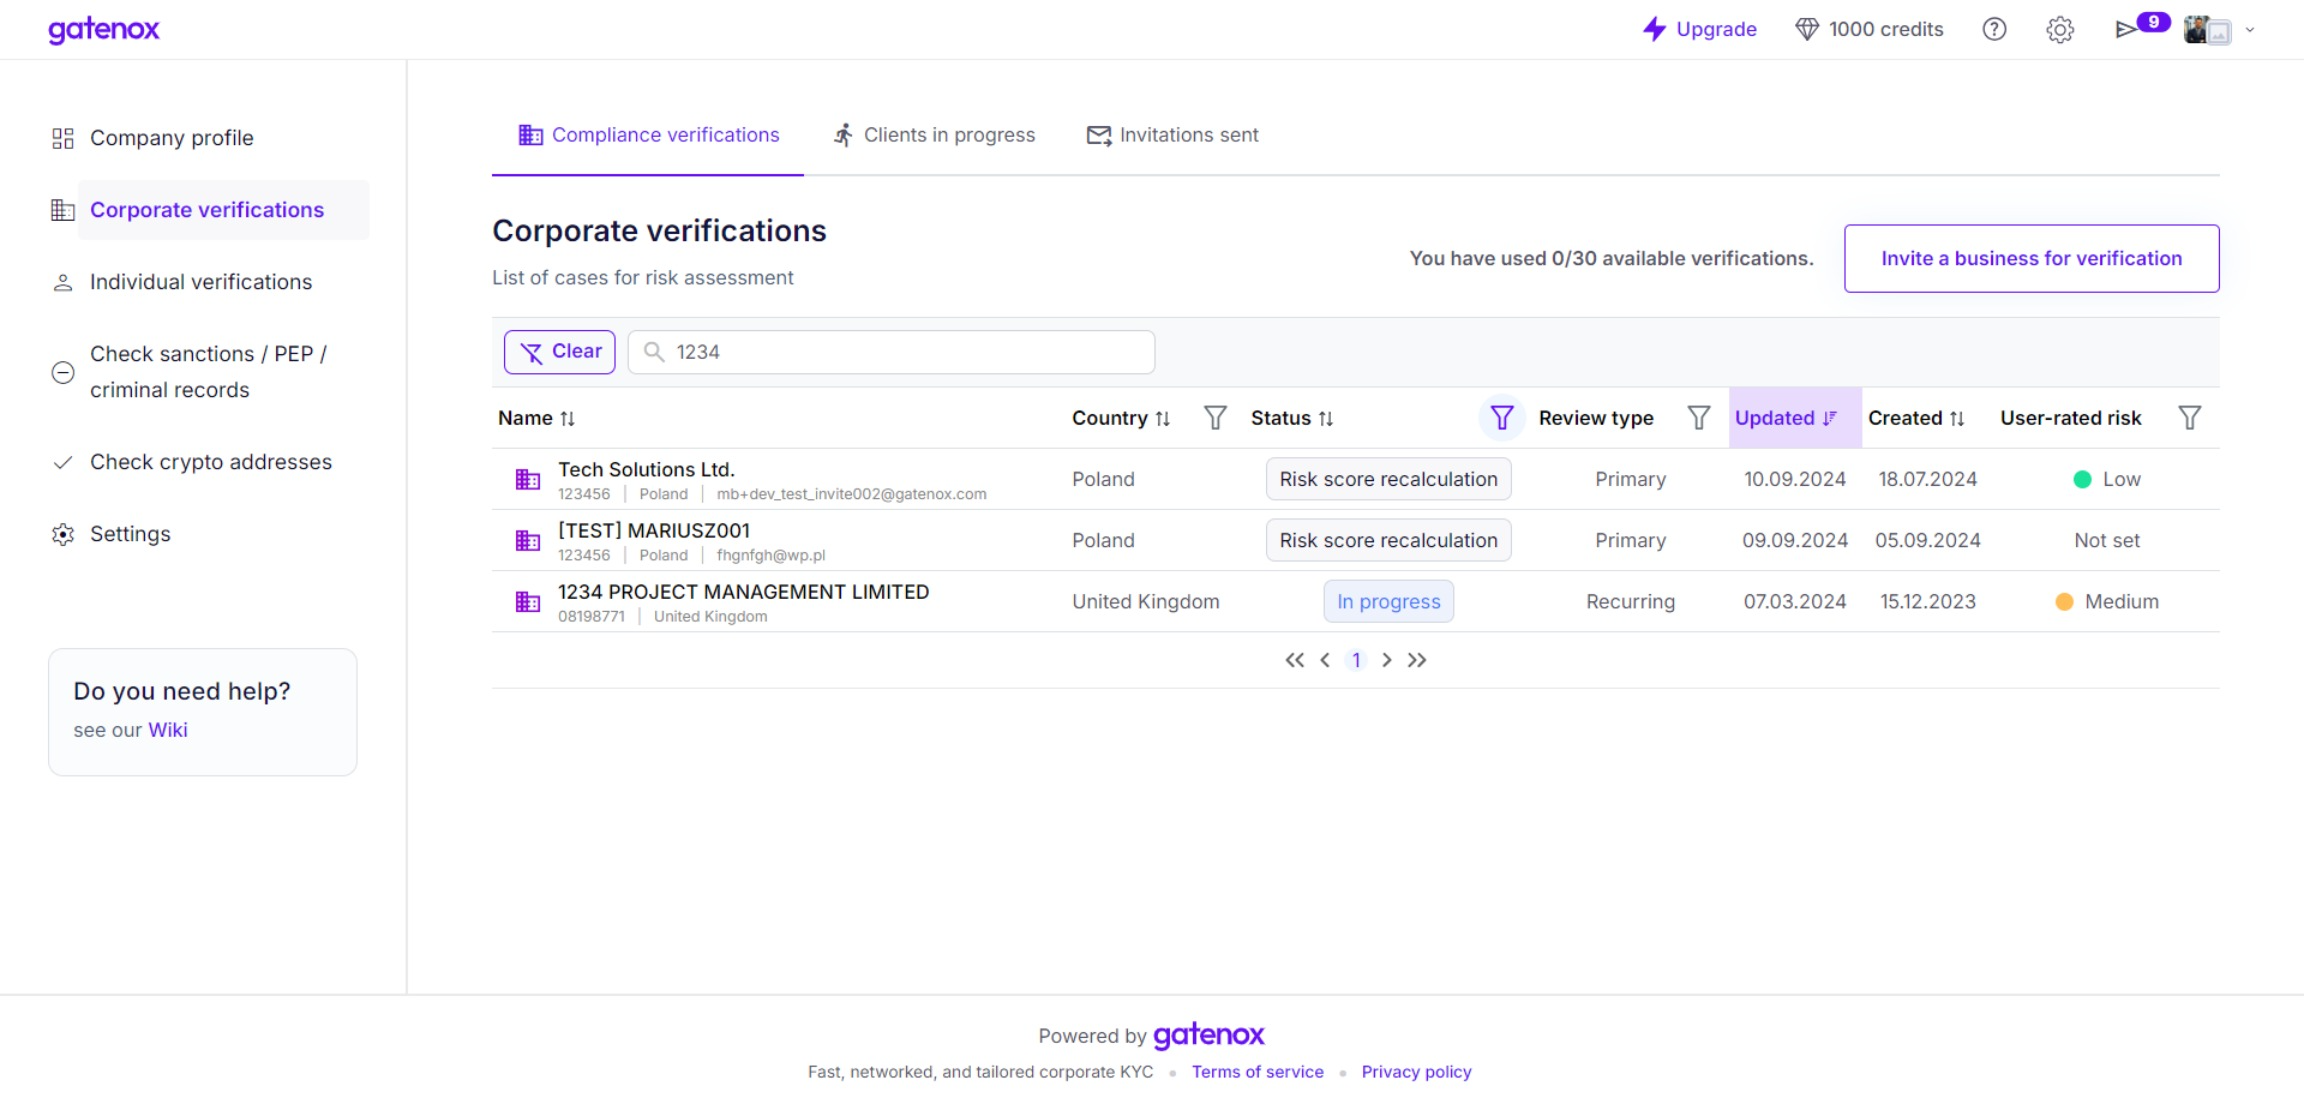 gatenox
Upgrade
1000 credits
9
Company profile
Corporate verifications
Individual verifications
Check sanctions / PEP /
criminal records
Check crypto addresses
Settings
Do you need help?
see our Wiki
Compliance verifications
Clients in progress
Invitations sent
Corporate verifications
List of cases for risk assessment
You have used 0/30 available verifications.
Invite a business for verification
Clear
1234
Name Country Status Review type Updated Created User-rated risk
Tech Solutions Ltd.
123456 | Poland | mb+dev_test_invite002@gatenox.com
Poland Risk score recalculation Primary 10.09.2024 18.07.2024 Low
[TEST] MARIUSZ001
123456 | Poland | fhgnfgh@wp.pl
Poland Risk score recalculation Primary 09.09.2024 05.09.2024 Not set
1234 PROJECT MANAGEMENT LIMITED
08198771 | United Kingdom
United Kingdom In progress Recurring 07.03.2024 15.12.2023 Medium
1
Powered by gatenox
Fast, networked, and tailored corporate KYC • Terms of service • Privacy policy